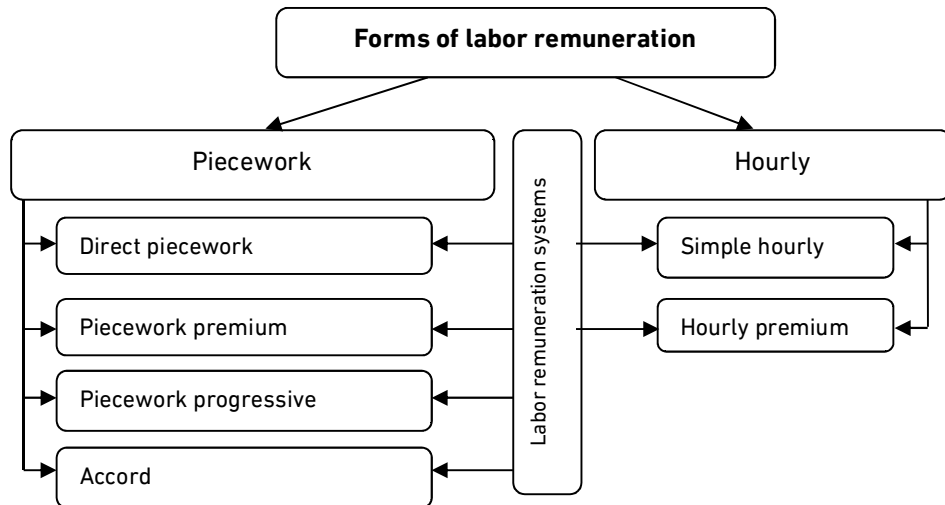 Forms of labor remuneration
Piecework
Hourly
Labor remuneration systems
Direct piecework
Simple hourly
Piecework premium
Hourly premium
Piecework progressive
Accord